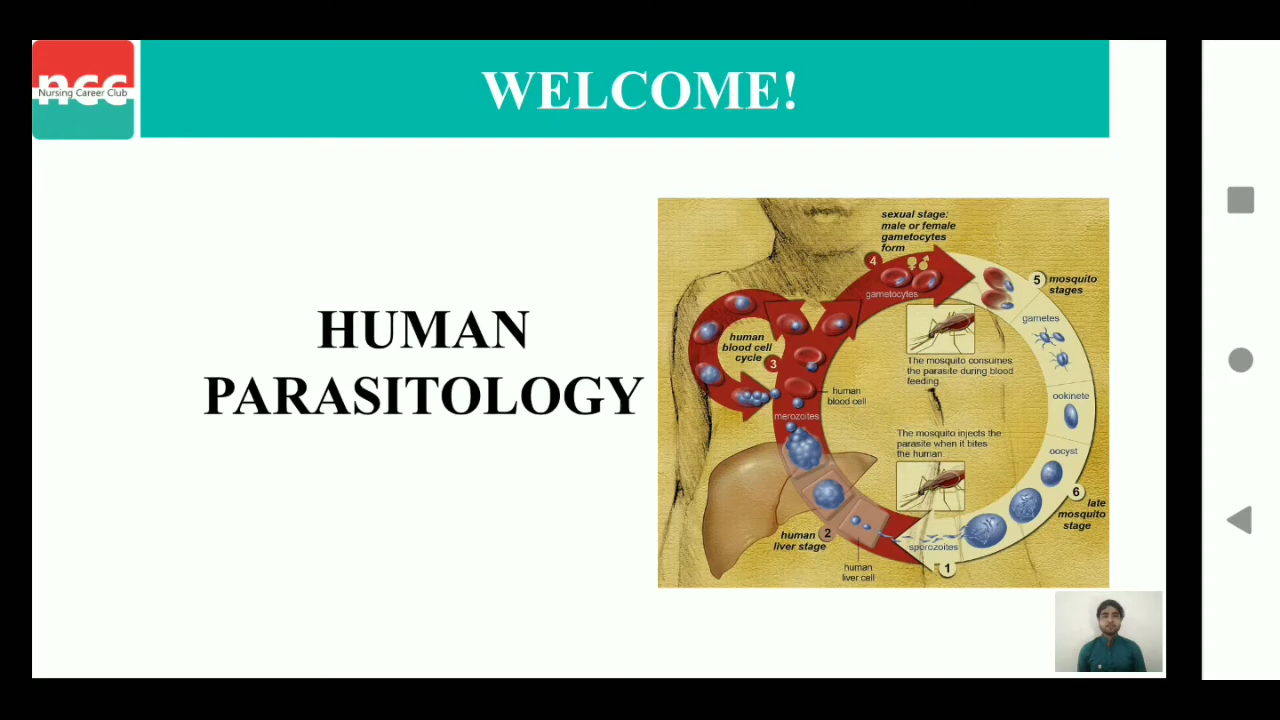 ncc
Nursing Career Club
WELCOME!
HUMAN
PARASITOLOGY
sexual stage:
male or female
gametocytes
form
4
gametocytes
5
mosquito
stages
gametes
human
blood cell
cycle
3
The mosquito consumes
the parasite during blood
feeding.
human
blood cell
merozoites
ookinete
The mosquito injects the
parasite when it bites
the human.
oocyst
6
late
mosquito
stage
2
human
liver stage
sporozoites
1
human
liver cell